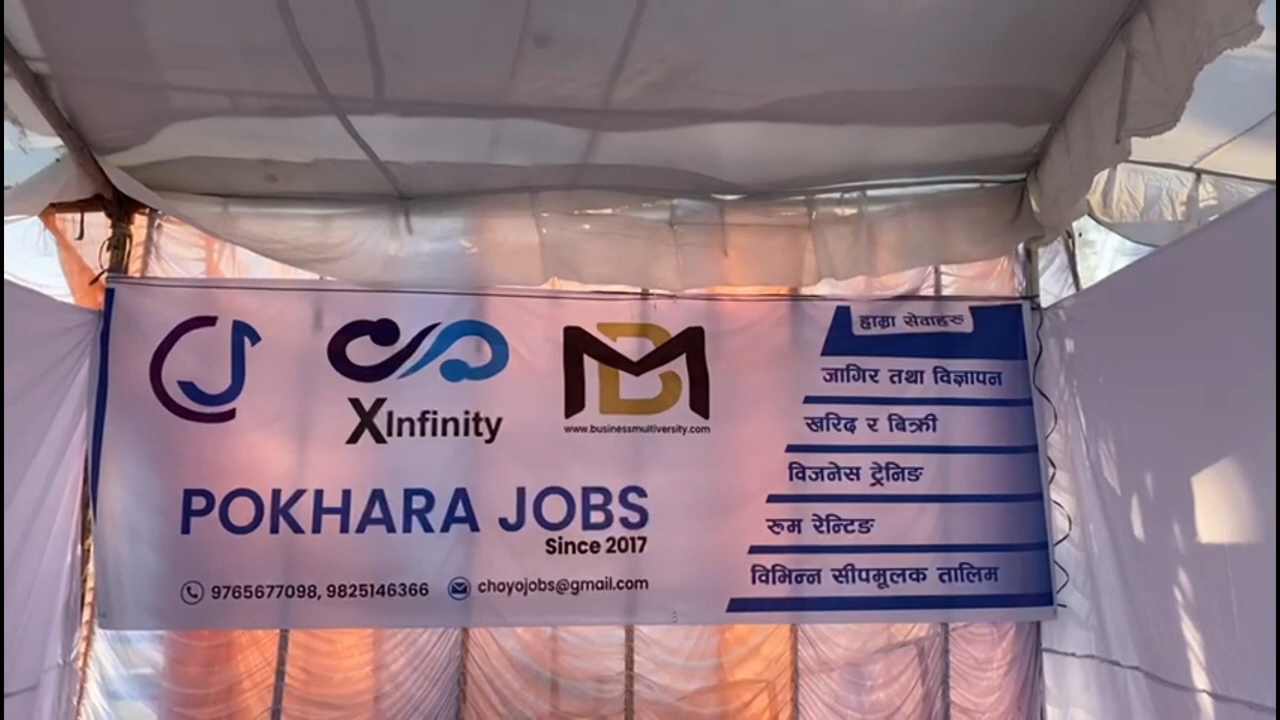 XInfinity
www.businessmultiversity.com
POKHARA JOBS
Since 2017
9765677098, 9825146366
choyojobs@gmail.com
हाम्रा सेवाहरु
जागिर तथा विज्ञापन
खरिद र बिक्री
विजनेस ट्रेनिङ
रूम रेन्टिङ
विभिन्न सीपमूलक तालिम